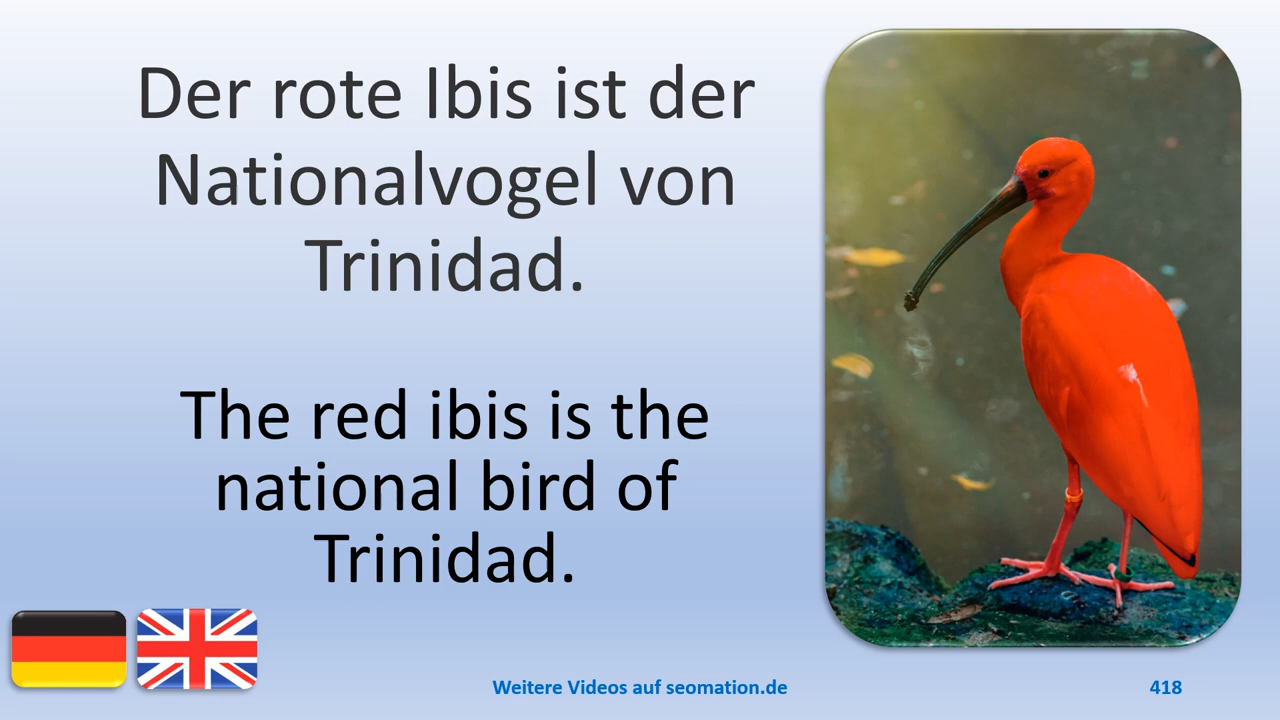 Der rote Ibis ist der
Nationalvogel von
Trinidad.
The red ibis is the
national bird of
Trinidad.
Weitere Videos auf seomation.de
418